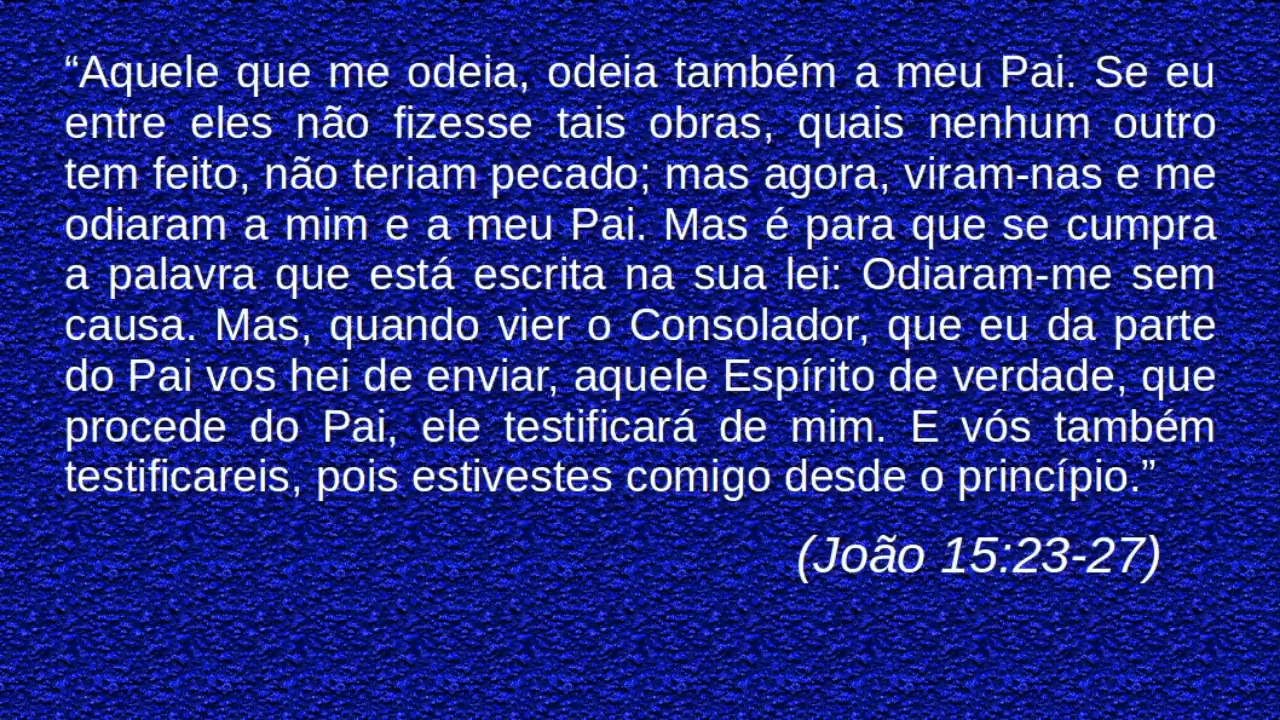 “Aquele que me odeia, odeia também a meu Pai. Se eu
entre eles não fizesse tais obras, quais nenhum outro
tem feito, não teriam pecado; mas agora, viram-nas e me
odiaram a mim e a meu Pai. Mas é para que se cumpra
a palavra que está escrita na sua lei: Odiaram-me sem
causa. Mas, quando vier o Consolador, que eu da parte
do Pai vos hei de enviar, aquele Espírito de verdade, que
procede do Pai, ele testificará de mim. E vós também
testificareis, pois estivestes comigo desde o princípio.”
(João 15:23-27)